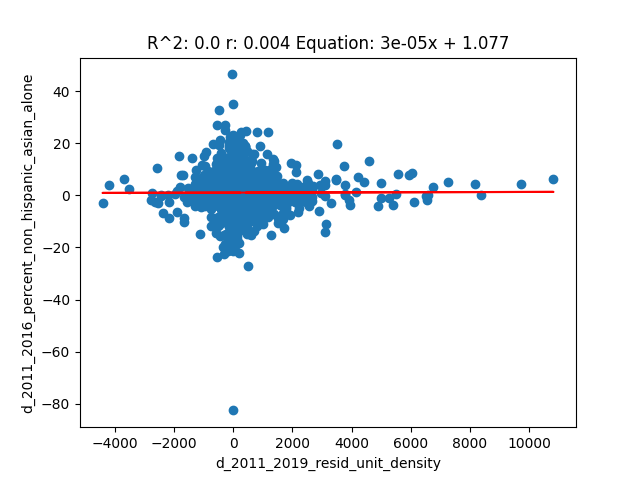 R^2: 0.0 r: 0.004 Equation: 3e-05x + 1.077
d_2011_2016_percent_non_hispanic_asian_alone
40
20
0
−20
−40
−60
−80
−4000 −2000 0 2000 4000 6000 8000 10000
d_2011_2019_resid_unit_density